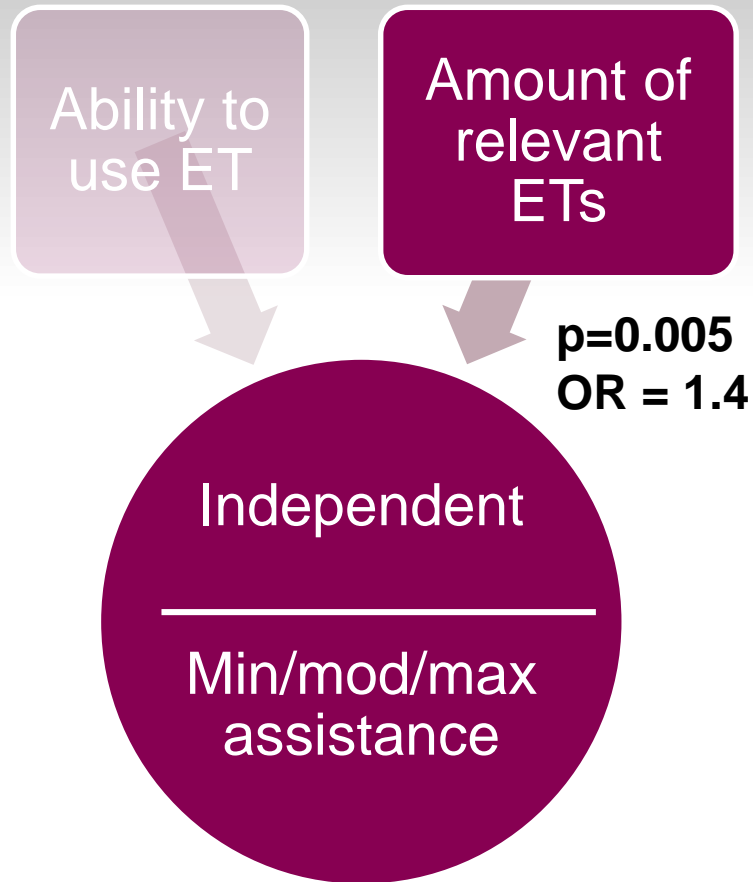 Ability to
use ET
Amount of
relevant
ETs
p=0.005
OR = 1.4
Independent
Min/mod/max
assistance